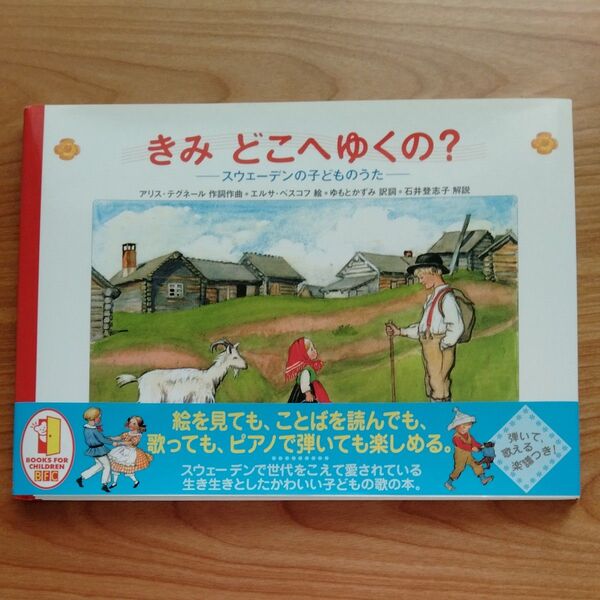 きみ どこへゆくの？
スウェーデンの子どものうた
アリス・テグネール 作詞作曲・エルサ・ベスコフ 絵・ゆもとかずみ 訳詞・石井登志子 解説
絵を見ても、ことばを読んでも、
歌っても、ピアノで弾いても楽しめる。
スウェーデンで世代をこえて愛されている
生き生きとしたかわいい子どもの歌の本。
BOOKS FOR
CHILDREN
BFC
弾いて、
歌える
楽譜つき！